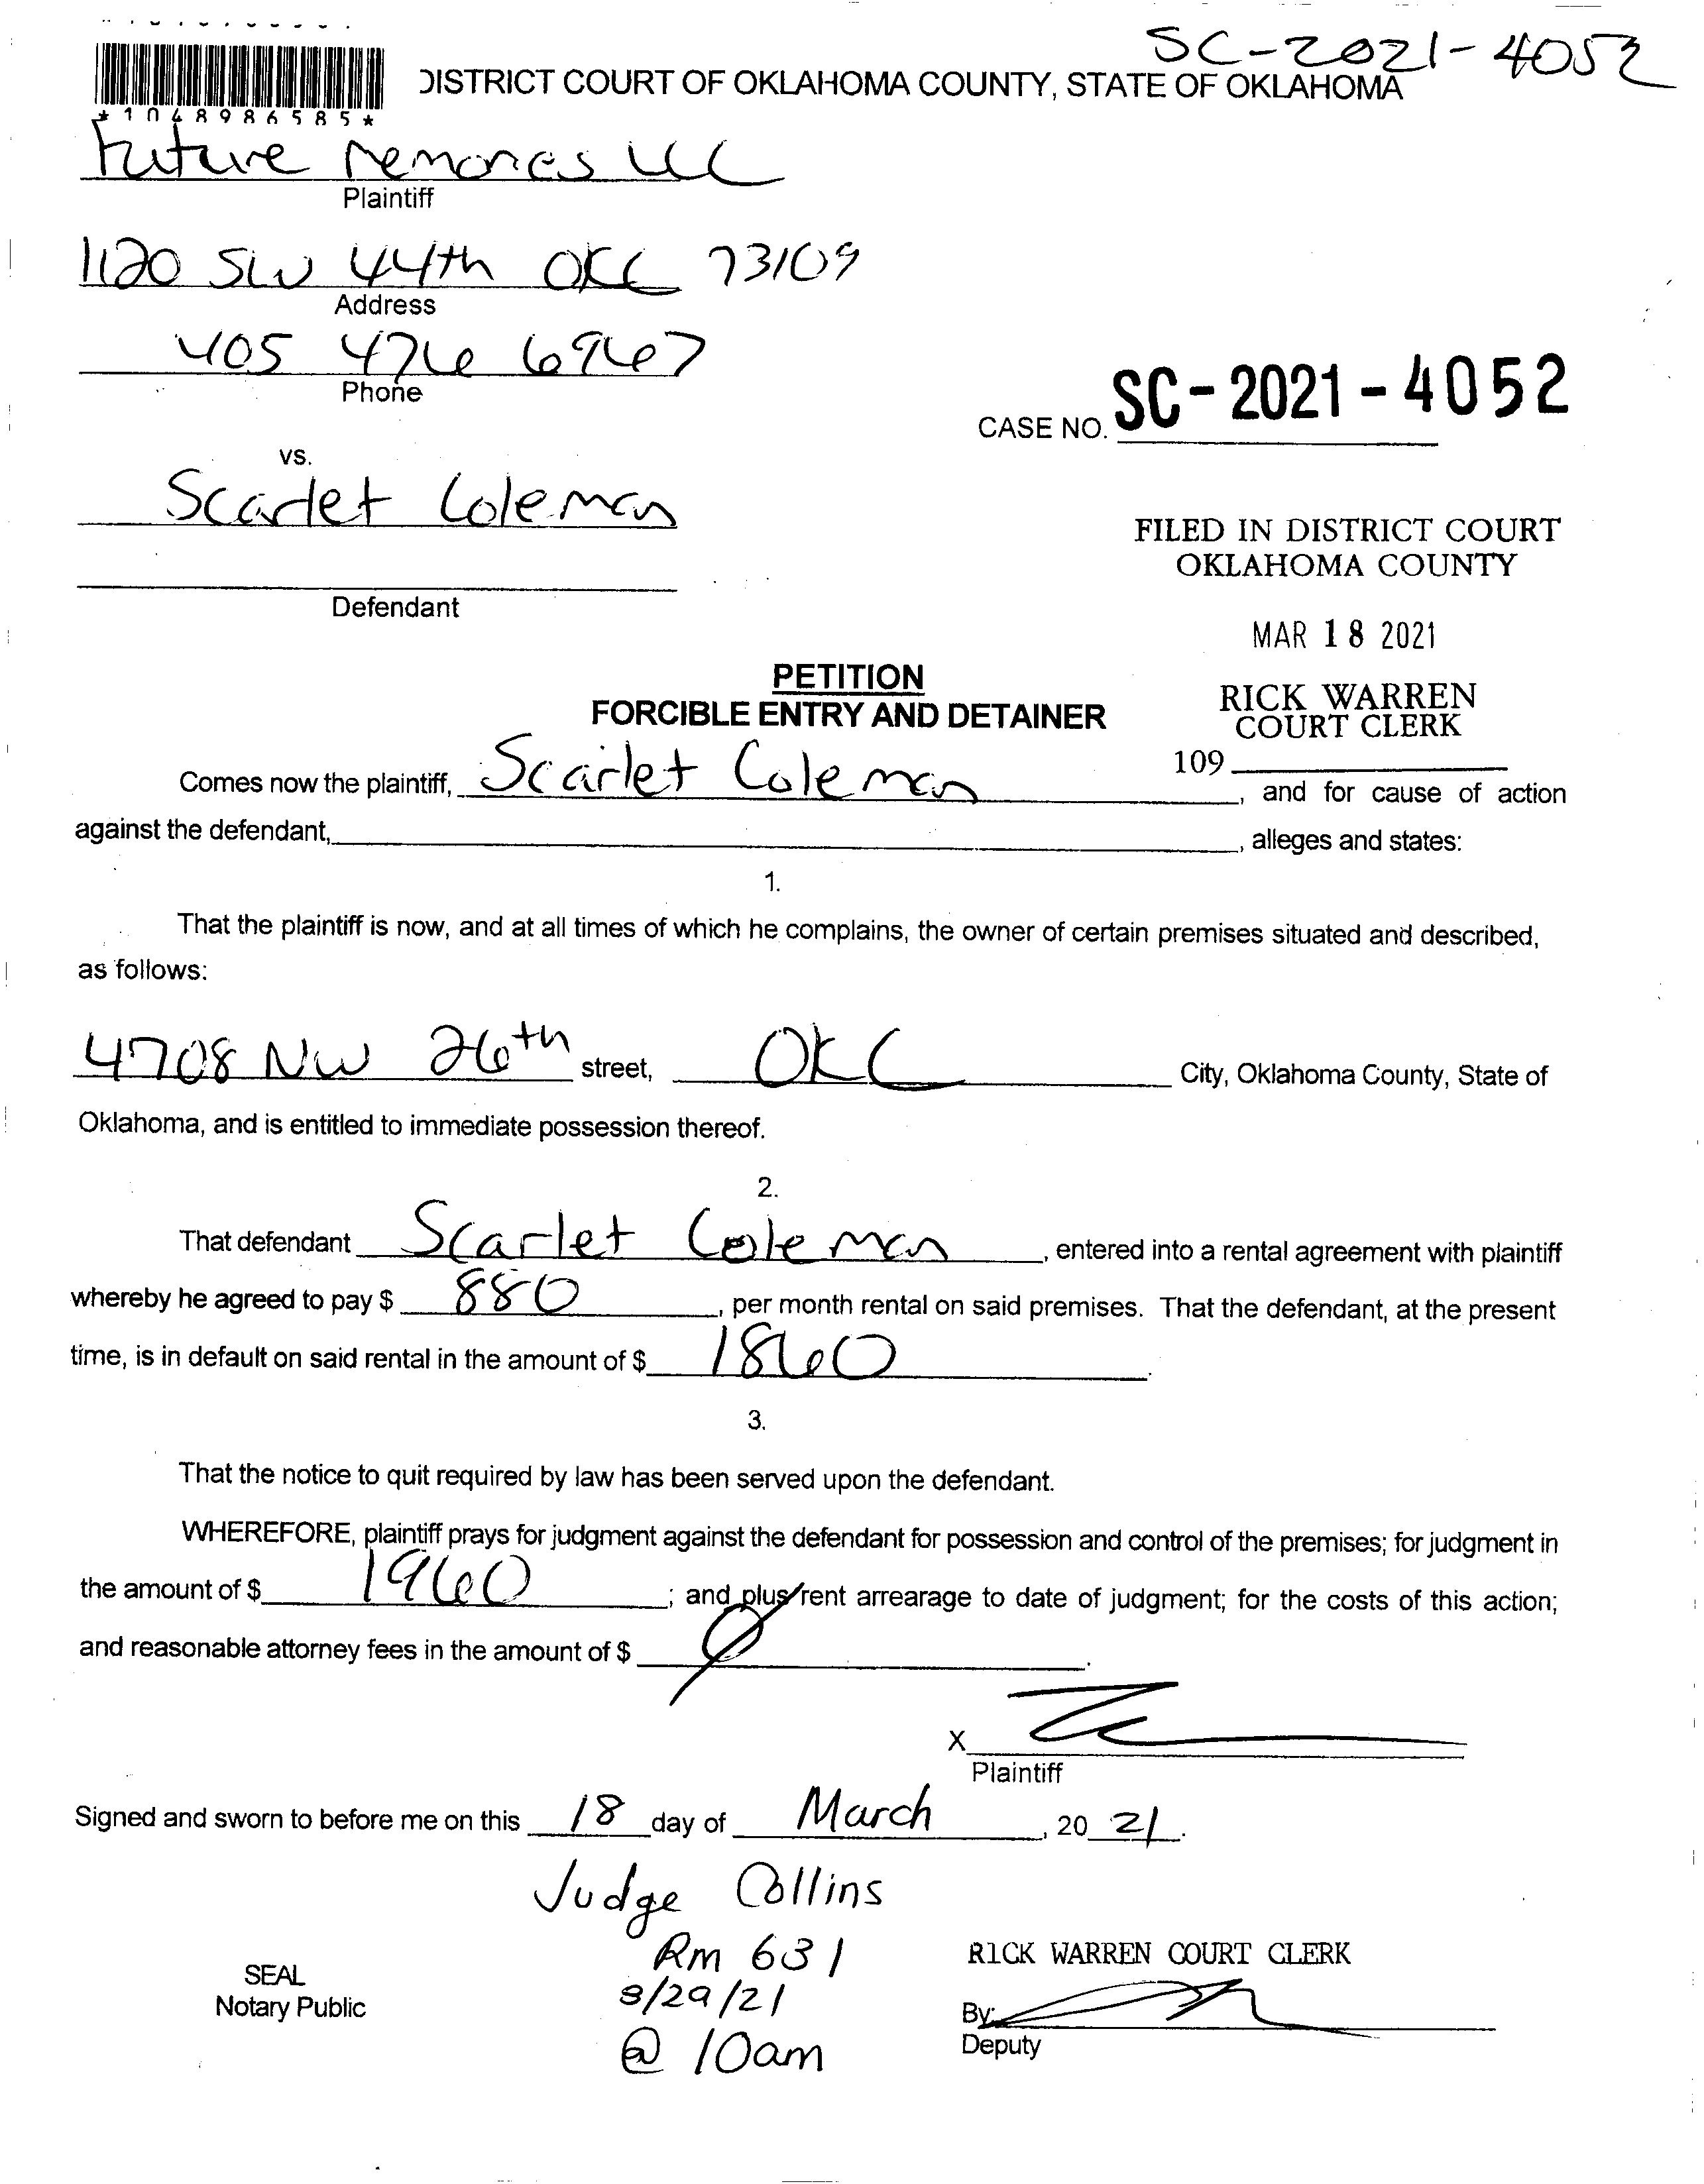 SC-2021-4052
DISTRICT COURT OF OKLAHOMA COUNTY, STATE OF OKLAHOMA
*1048986585*
Future Memories LLC
Plaintiff
1120 SW 44th OKC 73109
Address
405 476 6967
Phone
CASE NO. SC-2021-4052
vs.
Scarlet Coleman
FILED IN DISTRICT COURT
OKLAHOMA COUNTY
Defendant
MAR 18 2021
PETITION
FORCIBLE ENTRY AND DETAINER
RICK WARREN
COURT CLERK
109
Comes now the plaintiff, Scarlet Coleman, and for cause of action
against the defendant, , alleges and states:
1.
That the plaintiff is now, and at all times of which he complains, the owner of certain premises situated and described,
as follows:
4708 NW 26th street, OKC City, Oklahoma County, State of
Oklahoma, and is entitled to immediate possession thereof.
2.
That defendant Scarlet Coleman, entered into a rental agreement with plaintiff
whereby he agreed to pay $ 880, per month rental on said premises. That the defendant, at the present
time, is in default on said rental in the amount of $ 1860.
3.
That the notice to quit required by law has been served upon the defendant.
WHEREFORE, plaintiff prays for judgment against the defendant for possession and control of the premises; for judgment in
the amount of $ 1960; and plus rent arrearage to date of judgment; for the costs of this action;
and reasonable attorney fees in the amount of $ 0.
X
Plaintiff
Signed and sworn to before me on this 18 day of March, 20 21.
Judge Collins
Rm 631
3/29/21
@ 10am
SEAL
Notary Public
RICK WARREN COURT CLERK
By:
Deputy